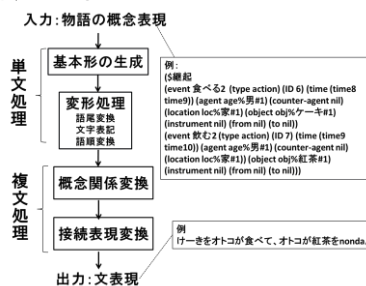 入力：物語の概念表現
単文処理
基本形の生成
変形処理
語尾変換
文字表記
語順変換
複文処理
概念関係変換
接続表現変換
出力：文表現
例：
($継起
(event 食べる2 (type action) (ID 6) (time (time8
time9)) (agent age%男#1) (counter-agent nil)
(location loc%家#1) (object obj%ケーキ#1)
(instrument nil) (from nil) (to nil))
(event 飲む2 (type action) (ID 7) (time (time9
time10)) (agent age%男#1) (counter-agent nil)
(location loc%家#1)) (object obj%紅茶#1)
(instrument nil) (from nil) (to nil)))
例
けーきをオトコが食べて、オトコが紅茶をnonda.